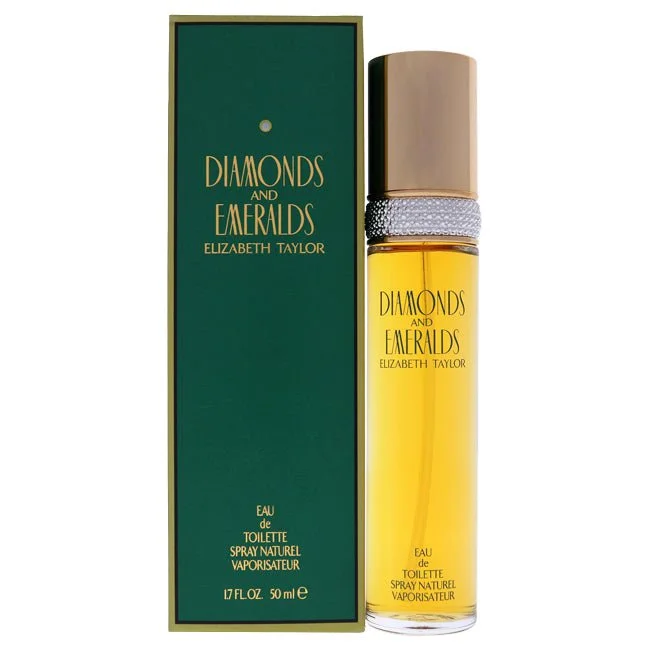 DIAMONDS
AND
EMERALDS
ELIZABETH TAYLOR
EAU
de
TOILETTE
SPRAY NATUREL
VAPORISATEUR
1.7 FL.OZ. 50 ml e
DIAMONDS
AND
EMERALDS
ELIZABETH TAYLOR
EAU
de
TOILETTE
SPRAY NATUREL
VAPORISATEUR